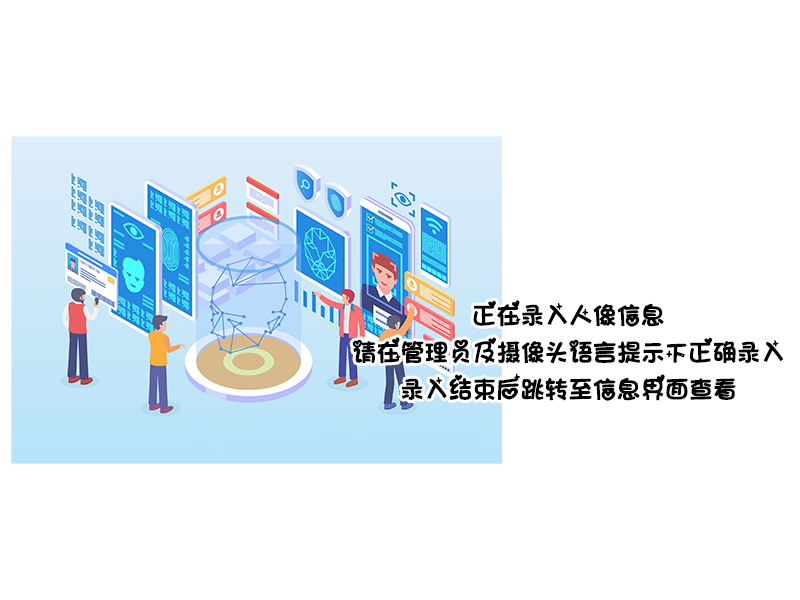 正在录入人像信息
请在管理员及摄像头语言提示下正确录入
录入结束后跳转至信息界面查看